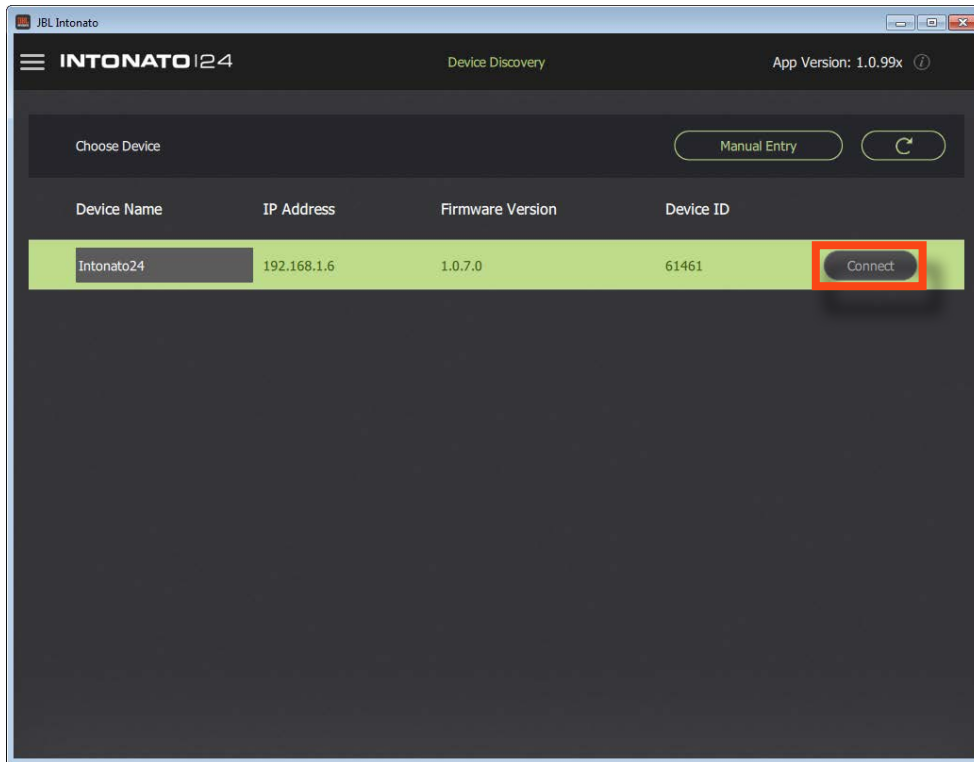 JBL Intonato
INTONATO|24 Device Discovery App Version: 1.0.99x i
Choose Device Manual Entry
Device Name IP Address Firmware Version Device ID
Intonato24 192.168.1.6 1.0.7.0 61461 Connect